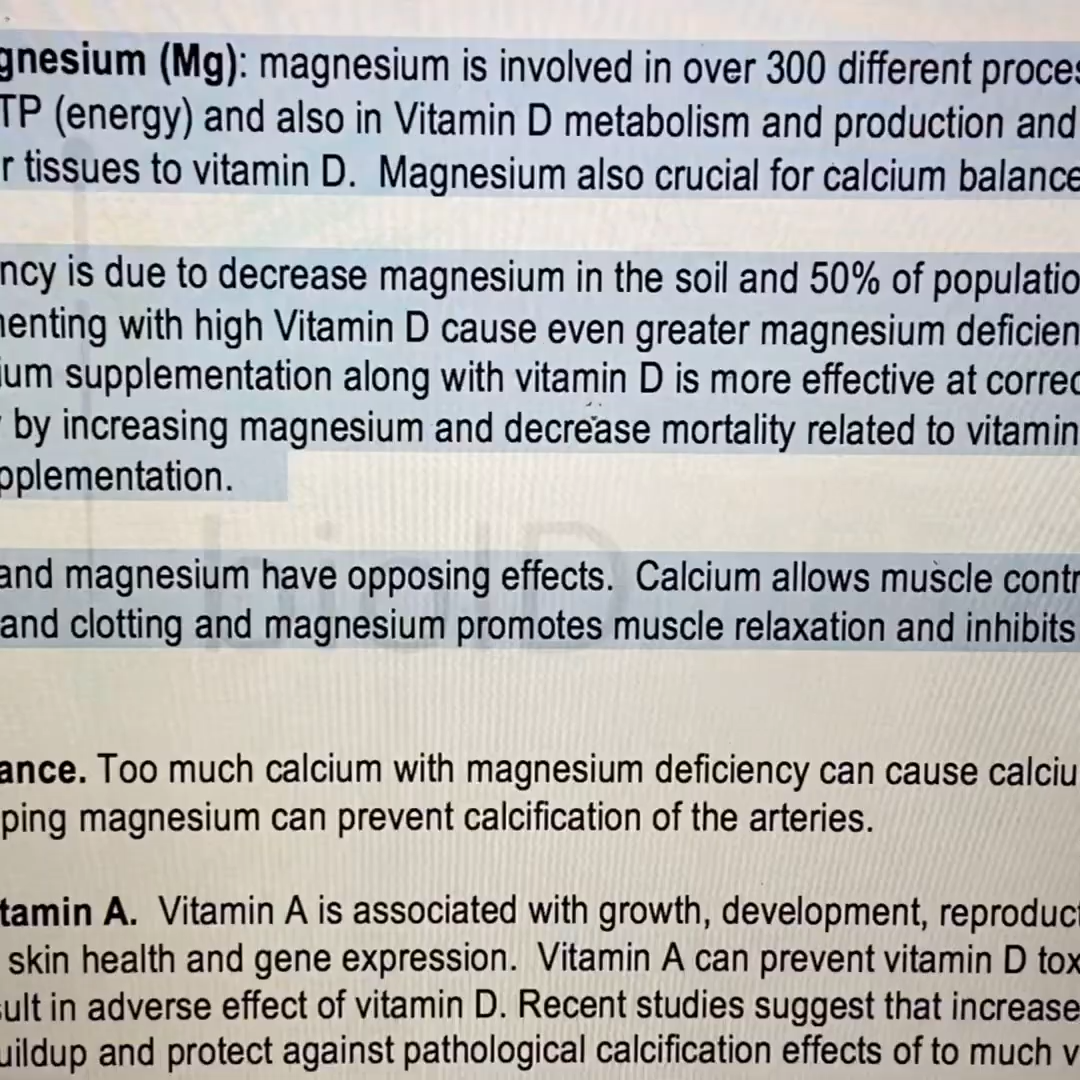 gnesium (Mg): magnesium is involved in over 300 different proces
TP (energy) and also in Vitamin D metabolism and production and
r tissues to vitamin D. Magnesium also crucial for calcium balance
ncy is due to decrease magnesium in the soil and 50% of populatio
enting with high Vitamin D cause even greater magnesium deficien
ium supplementation along with vitamin D is more effective at correc
by increasing magnesium and decrease mortality related to vitamin
pplementation.
and magnesium have opposing effects. Calcium allows muscle contr
and clotting and magnesium promotes muscle relaxation and inhibits
ance. Too much calcium with magnesium deficiency can cause calciu
ping magnesium can prevent calcification of the arteries.
tamin A. Vitamin A is associated with growth, development, reproduct
skin health and gene expression. Vitamin A can prevent vitamin D tox
ult in adverse effect of vitamin D. Recent studies suggest that increase
uildup and protect against pathological calcification effects of to much v